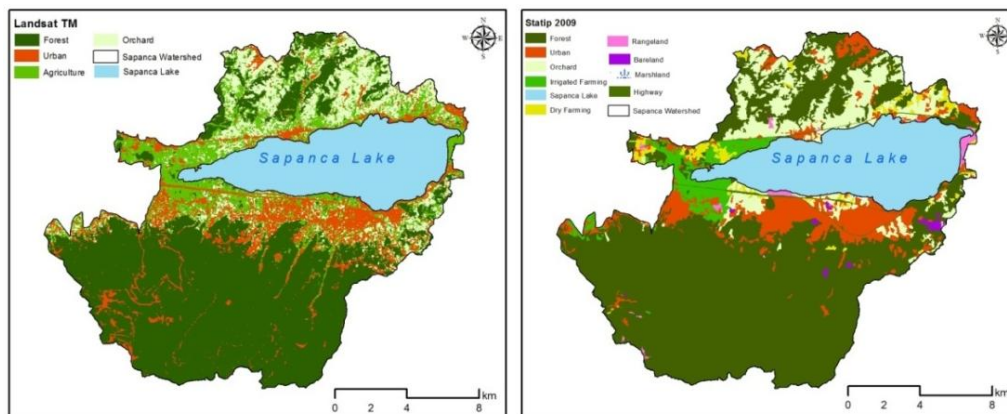 Landsat TM
Forest
Urban
Agriculture
Orchard
Sapanca Watershed
Sapanca Lake
N
W
E
S
Sapanca Lake
km
0 2 4 8
Statip 2009
Forest
Urban
Orchard
Irrigated Farming
Sapanca Lake
Dry Farming
Rangeland
Bareland
Marshland
Highway
Sapanca Watershed
N
Sapanca Lake
km
0 2 4 8